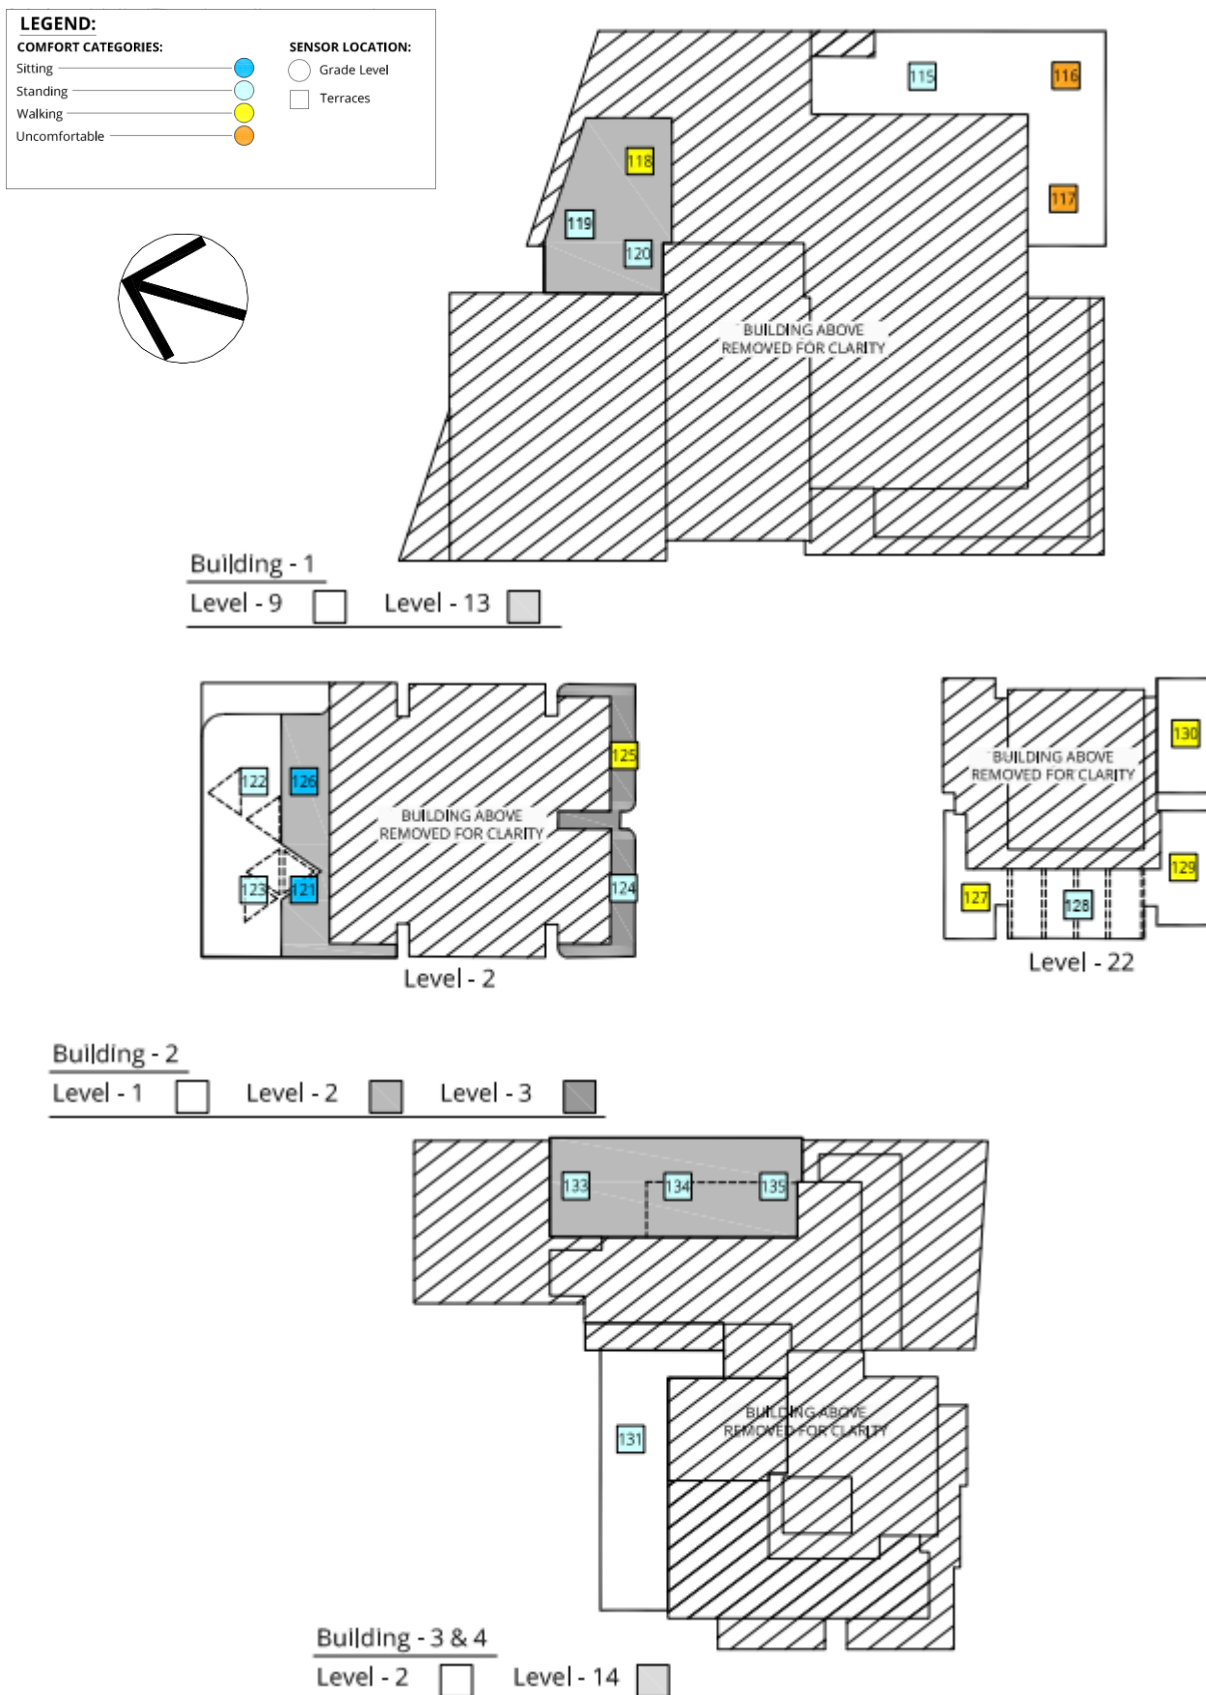 LEGEND:
COMFORT CATEGORIES:
SENSOR LOCATION:
Sitting
Grade Level
Standing
Terraces
Walking
Uncomfortable
115
116
117
118
119
120
BUILDING ABOVE
REMOVED FOR CLARITY
Building - 1
Level - 9
Level - 13
122
126
125
123
121
124
BUILDING ABOVE
REMOVED FOR CLARITY
Level - 2
130
BUILDING ABOVE
REMOVED FOR CLARITY
129
127
128
Level - 22
Building - 2
Level - 1
Level - 2
Level - 3
133
134
135
BUILDING ABOVE
REMOVED FOR CLARITY
131
Building - 3 & 4
Level - 2
Level - 14